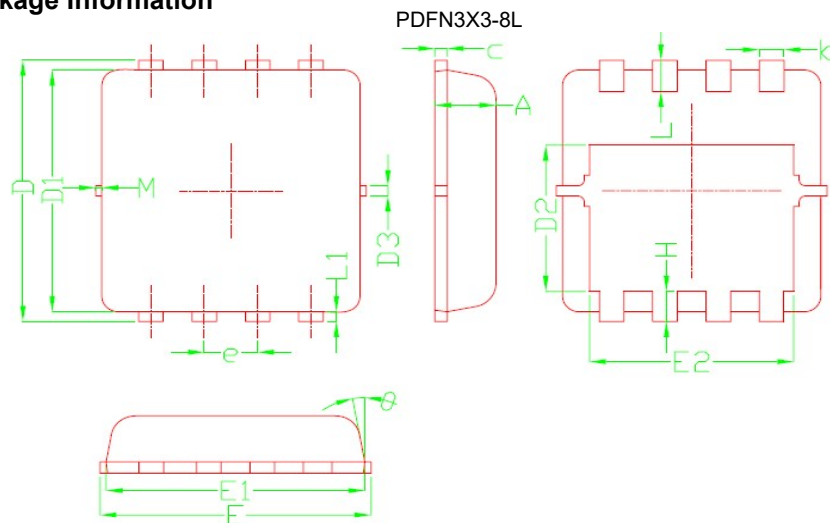 kage Information
PDFN3X3-8L
C
A
k
L
D
D1
M
D3
L1
e
D2
H
E2
θ
E1
E